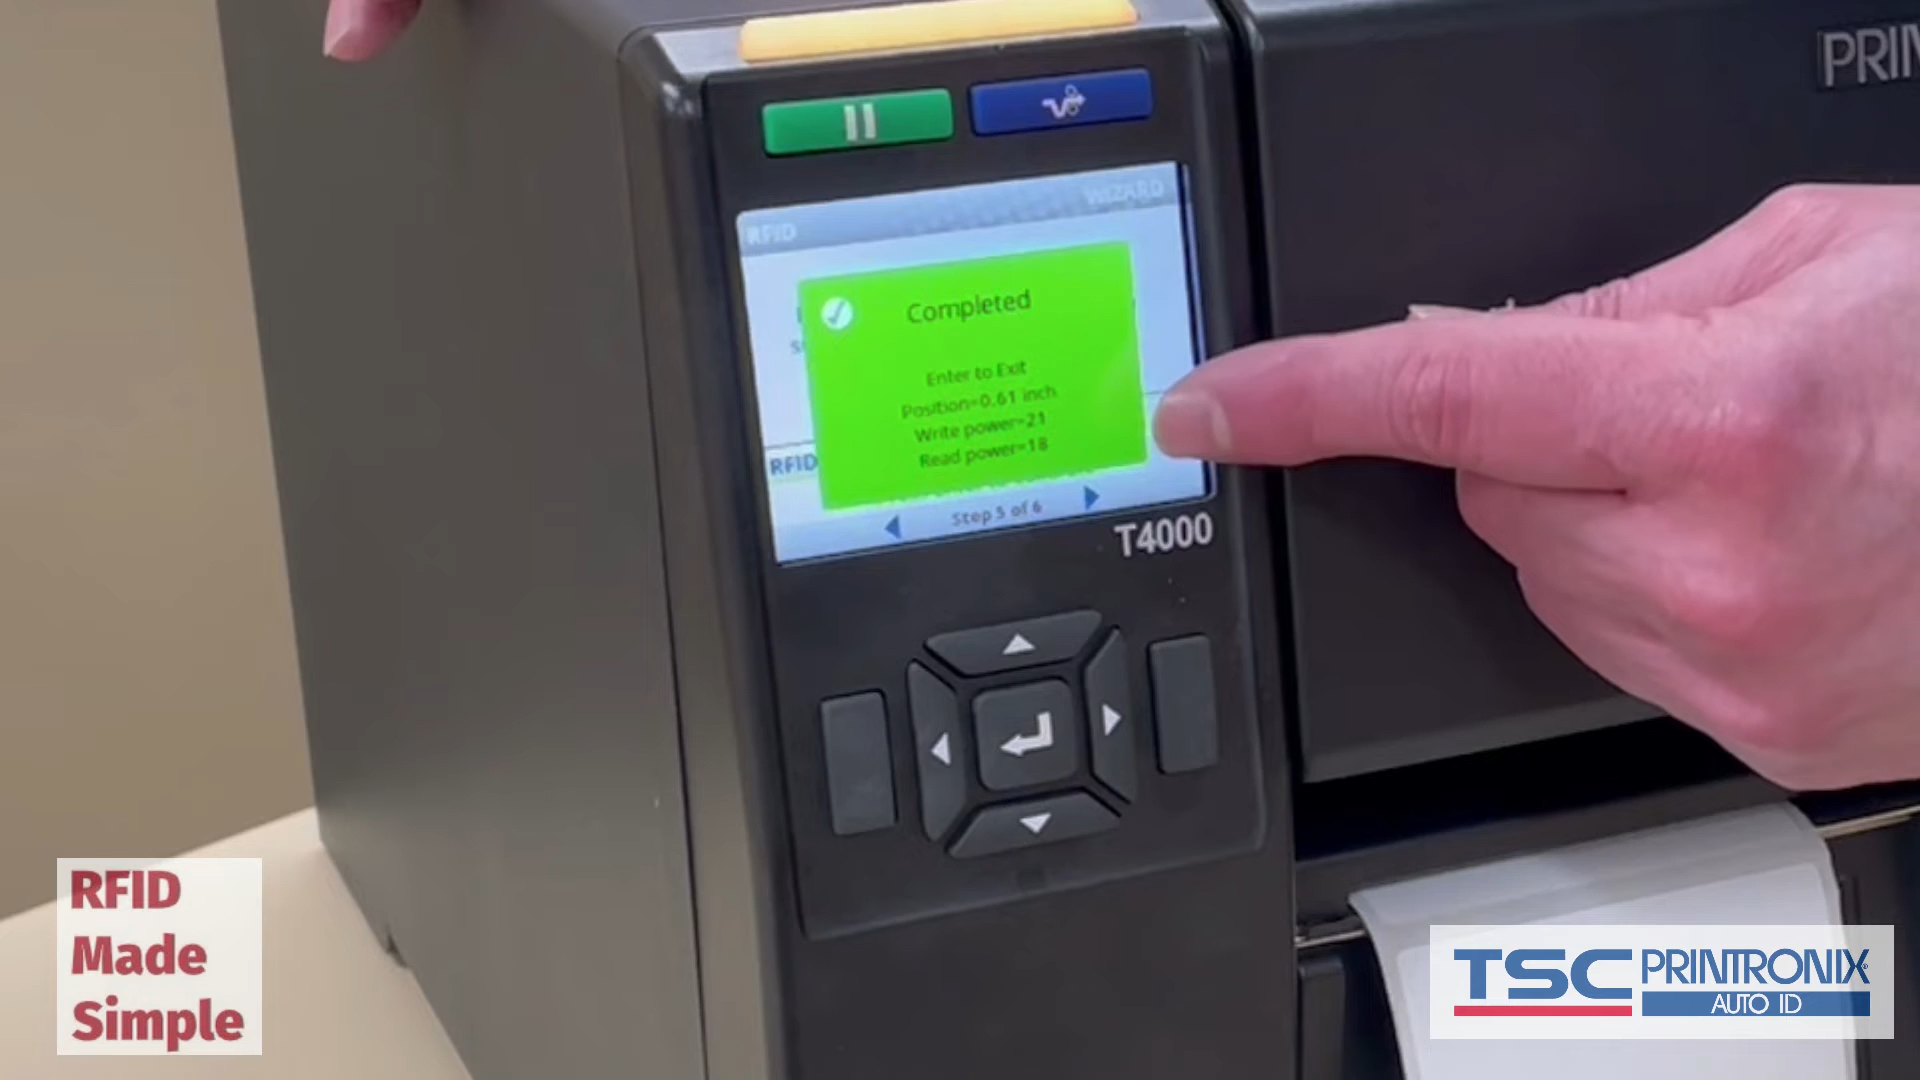 PRIN
RFID
WIZARD
Completed
Enter to Exit
Position=0.61 inch
Write power=21
Read power=18
RFID
Step 5 of 6
T4000
RFID
Made
Simple
TSC PRINTRONIX
AUTO ID